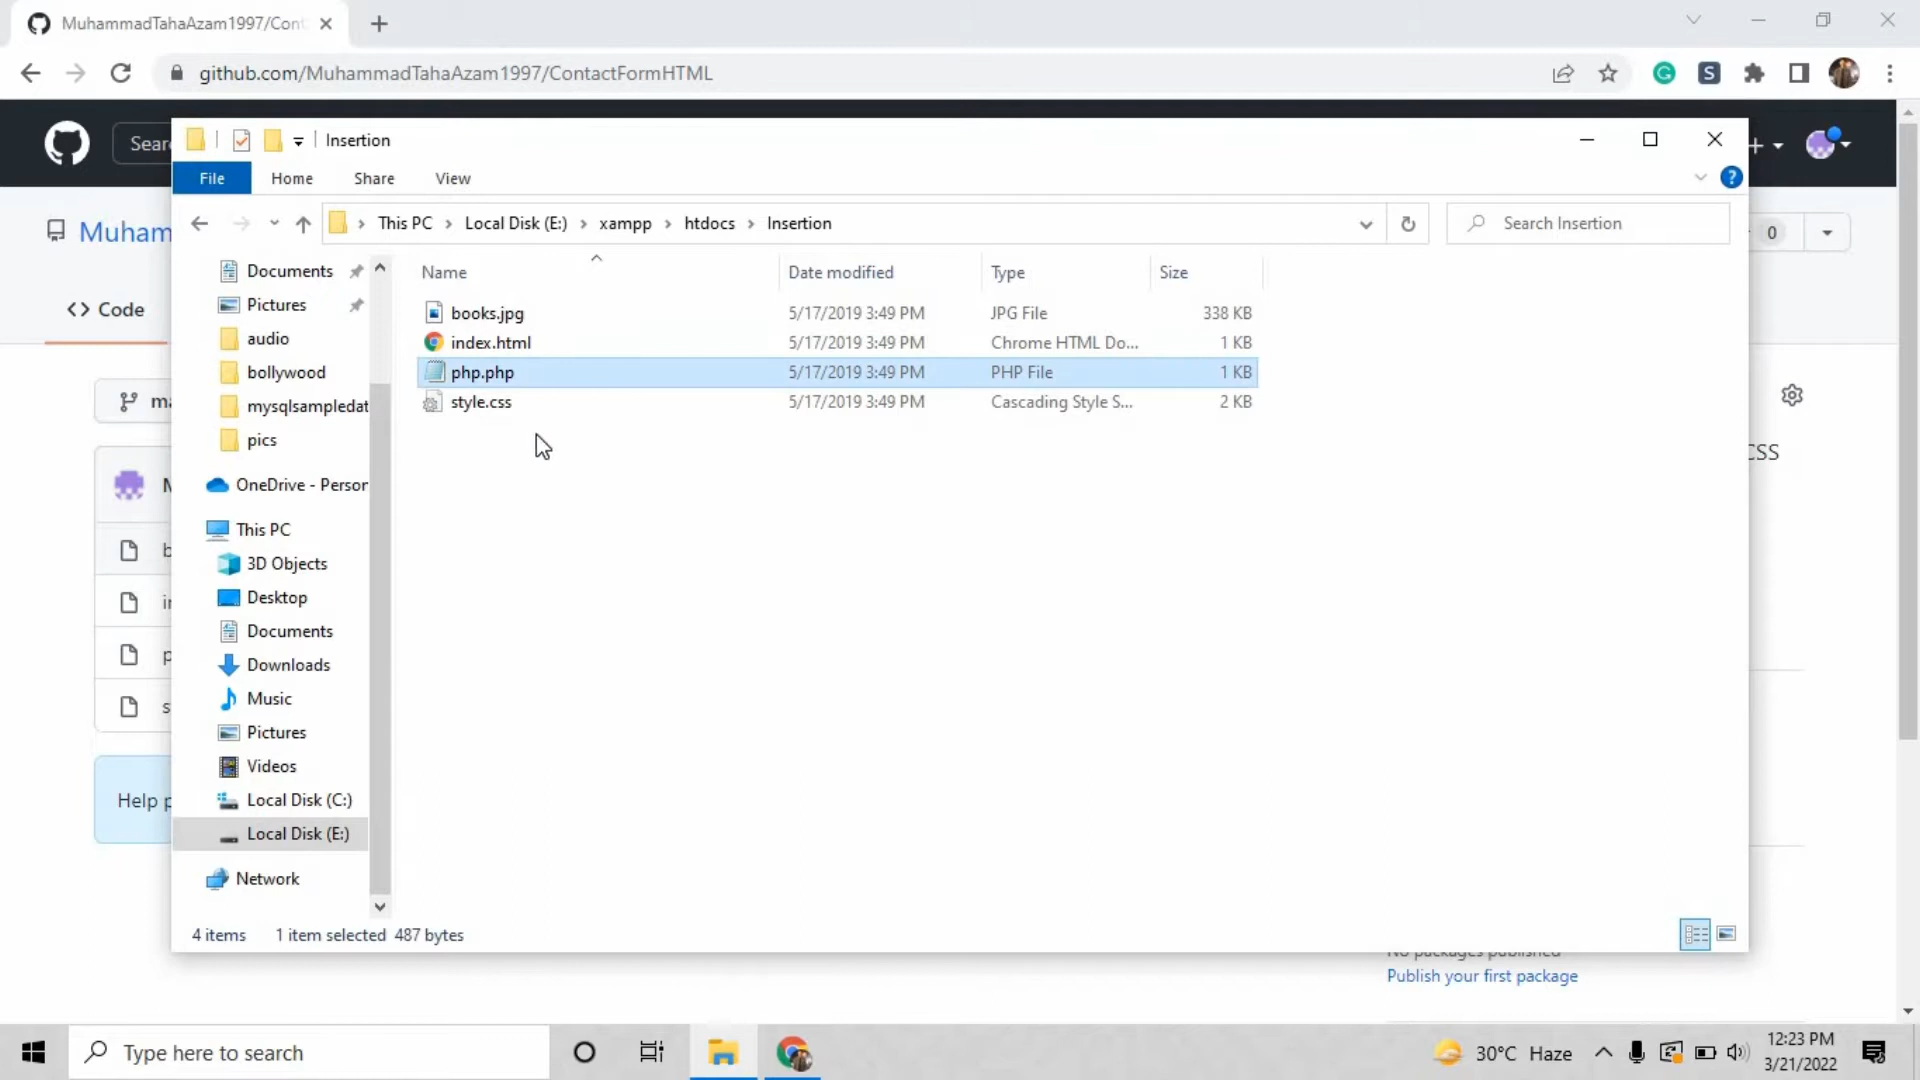 MuhammadTahaAzam1997/Cont
github.com/MuhammadTahaAzam1997/ContactFormHTML
S
Sear
Insertion
File Home Share View
This PC > Local Disk (E:) > xampp > htdocs > Insertion
Search Insertion
Muham
0
Code
Name Date modified Type Size
books.jpg 5/17/2019 3:49 PM JPG File 338 KB
index.html 5/17/2019 3:49 PM Chrome HTML Do... 1 KB
php.php 5/17/2019 3:49 PM PHP File 1 KB
style.css 5/17/2019 3:49 PM Cascading Style S... 2 KB
Documents
Pictures
audio
bollywood
mysqlsampledat
pics
OneDrive - Person
This PC
3D Objects
Desktop
Documents
Downloads
Music
Pictures
Videos
Local Disk (C:)
Local Disk (E:)
Network
ma
CSS
Help p
4 items 1 item selected 487 bytes
No packages published
Publish your first package
Type here to search
30°C Haze
12:23 PM
3/21/2022